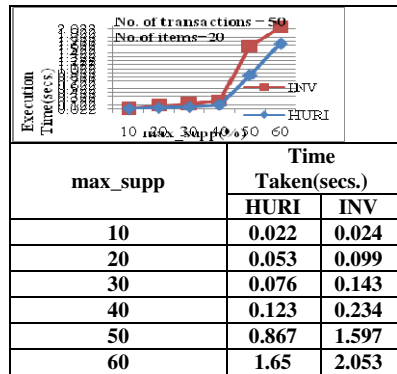 No. of transactions - 50
No.of items-20
Execution
Time(secs.)
INV
HURI
10 20 30 40 50 60
max_supp(%)
max_supp
Time
Taken(secs.)
HURI INV
10 0.022 0.024
20 0.053 0.099
30 0.076 0.143
40 0.123 0.234
50 0.867 1.597
60 1.65 2.053